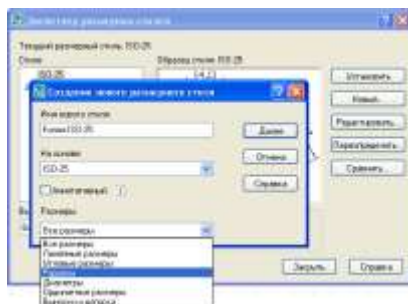 Диспетчер размерных стилей
Текущий размерный стиль: ISO-25
Стили:
Образец стиля: ISO-25
ISO-25
Установить
Новый...
Редактировать...
Переопределить...
Сравнить...
Создание нового размерного стиля
Имя нового стиля:
Копия ISO-25
Далее
На основе:
ISO-25
Отмена
Аннотативный
Справка
Размеры:
Все размеры
Все размеры
Линейные размеры
Угловые размеры
Радиусы
Диаметры
Ординатные размеры
Выноски и допуски
Закрыть
Справка